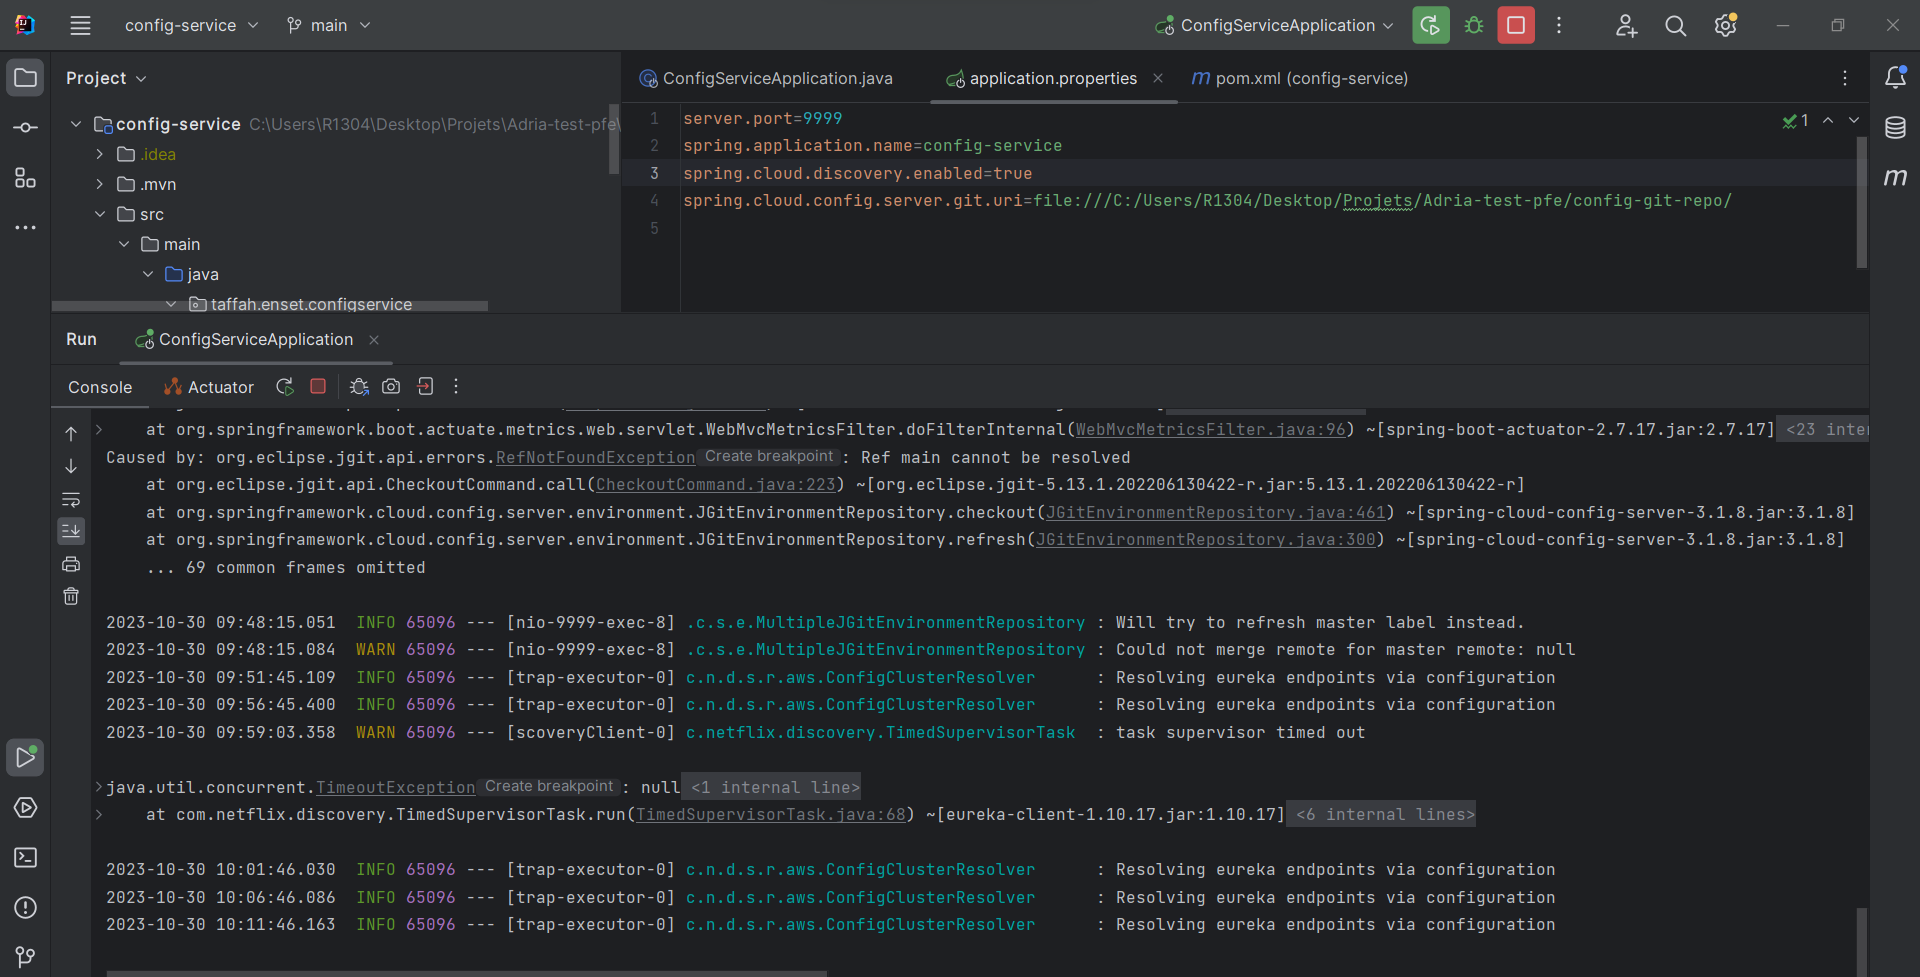 config-service
main
ConfigServiceApplication
Project
ConfigServiceApplication.java
application.properties
pom.xml (config-service)
config-service C:\Users\R1304\Desktop\Projets\Adria-test-pfe\
.idea
.mvn
src
main
java
taffah.enset.configservice
1 server.port=9999
2 spring.application.name=config-service
3 spring.cloud.discovery.enabled=true
4 spring.cloud.config.server.git.uri=file:///C:/Users/R1304/Desktop/Projets/Adria-test-pfe/config-git-repo/
5
1
Run
ConfigServiceApplication
Console
Actuator
at org.springframework.boot.actuate.metrics.web.servlet.WebMvcMetricsFilter.doFilterInternal(WebMvcMetricsFilter.java:96) ~[spring-boot-actuator-2.7.17.jar:2.7.17] <23 inter
Caused by: org.eclipse.jgit.api.errors.RefNotFoundException Create breakpoint : Ref main cannot be resolved
at org.eclipse.jgit.api.CheckoutCommand.call(CheckoutCommand.java:223) ~[org.eclipse.jgit-5.13.1.202206130422-r.jar:5.13.1.202206130422-r]
at org.springframework.cloud.config.server.environment.JGitEnvironmentRepository.checkout(JGitEnvironmentRepository.java:461) ~[spring-cloud-config-server-3.1.8.jar:3.1.8]
at org.springframework.cloud.config.server.environment.JGitEnvironmentRepository.refresh(JGitEnvironmentRepository.java:300) ~[spring-cloud-config-server-3.1.8.jar:3.1.8]
... 69 common frames omitted
2023-10-30 09:48:15.051 INFO 65096 --- [nio-9999-exec-8] .c.s.e.MultipleJGitEnvironmentRepository : Will try to refresh master label instead.
2023-10-30 09:48:15.084 WARN 65096 --- [nio-9999-exec-8] .c.s.e.MultipleJGitEnvironmentRepository : Could not merge remote for master remote: null
2023-10-30 09:51:45.109 INFO 65096 --- [trap-executor-0] c.n.d.s.r.aws.ConfigClusterResolver : Resolving eureka endpoints via configuration
2023-10-30 09:56:45.400 INFO 65096 --- [trap-executor-0] c.n.d.s.r.aws.ConfigClusterResolver : Resolving eureka endpoints via configuration
2023-10-30 09:59:03.358 WARN 65096 --- [scoveryClient-0] c.netflix.discovery.TimedSupervisorTask : task supervisor timed out
java.util.concurrent.TimeoutException Create breakpoint : null <1 internal line>
at com.netflix.discovery.TimedSupervisorTask.run(TimedSupervisorTask.java:68) ~[eureka-client-1.10.17.jar:1.10.17] <6 internal lines>
2023-10-30 10:01:46.030 INFO 65096 --- [trap-executor-0] c.n.d.s.r.aws.ConfigClusterResolver : Resolving eureka endpoints via configuration
2023-10-30 10:06:46.086 INFO 65096 --- [trap-executor-0] c.n.d.s.r.aws.ConfigClusterResolver : Resolving eureka endpoints via configuration
2023-10-30 10:11:46.163 INFO 65096 --- [trap-executor-0] c.n.d.s.r.aws.ConfigClusterResolver : Resolving eureka endpoints via configuration